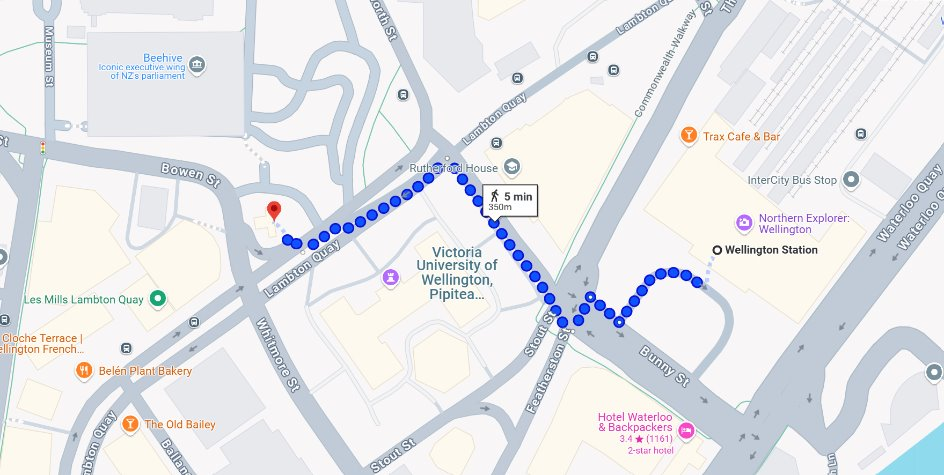 Museum St
Beehive
Iconic executive wing
of NZ's parliament
Lambton Quay
Lambton Quay
Commonwealth-Walkway
Trax Cafe & Bar
InterCity Bus Stop
Waterloo Quay
Waterloo Q
Bowen St
Rutherford House
5 min
350m
Northern Explorer:
Wellington
Wellington Station
Lambton Quay
Victoria
University of
Wellington,
Pipitea...
Les Mills Lambton Quay
Cloche Terrace |
ellington French...
Whitmore St
Stout St
Featherston St
Bunny St
Belén Plant Bakery
The Old Bailey
mbton Quay
Ballan
Stout St
Hotel Waterloo
& Backpackers
3.4 ★ (1161)
2-star hotel